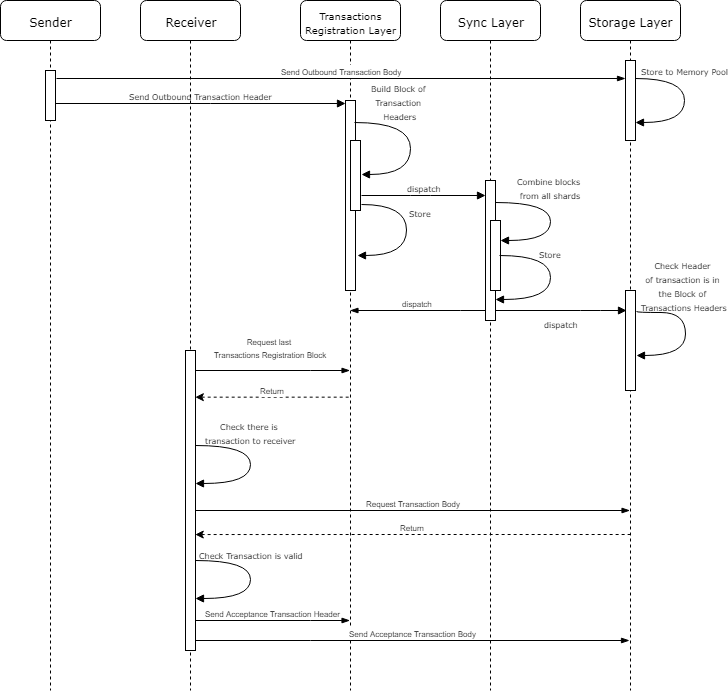 Sender
Receiver
Transactions
Registration Layer
Sync Layer
Storage Layer
Send Outbound Transaction Body
Store to Memory Pool
Send Outbound Transaction Header
Build Block of
Transaction
Headers
dispatch
Combine blocks
from all shards
Store
Store
Check Header
of transaction is in
the Block of
Transactions Headers
dispatch
dispatch
Request last
Transactions Registration Block
Return
Check there is
transaction to receiver
Request Transaction Body
Return
Check Transaction is valid
Send Acceptance Transaction Header
Send Acceptance Transaction Body